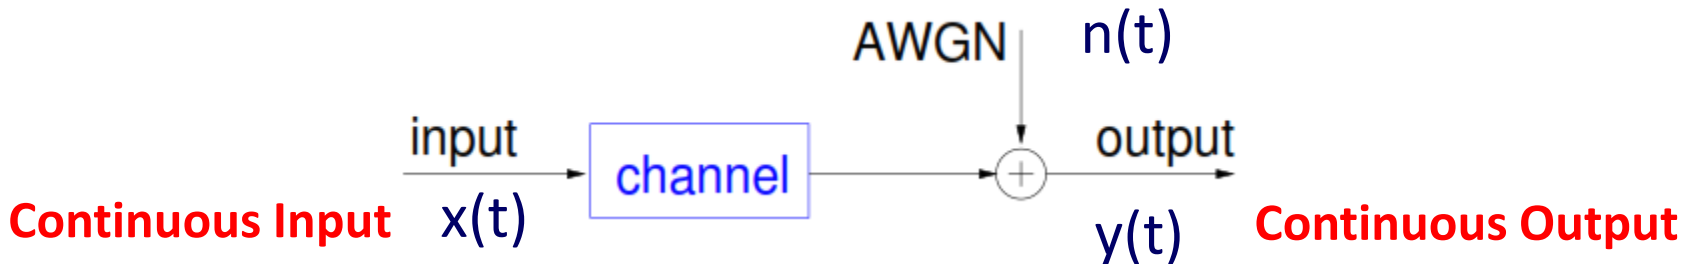 AWGN n(t)
input
output
channel
+
Continuous Input x(t)
y(t) Continuous Output